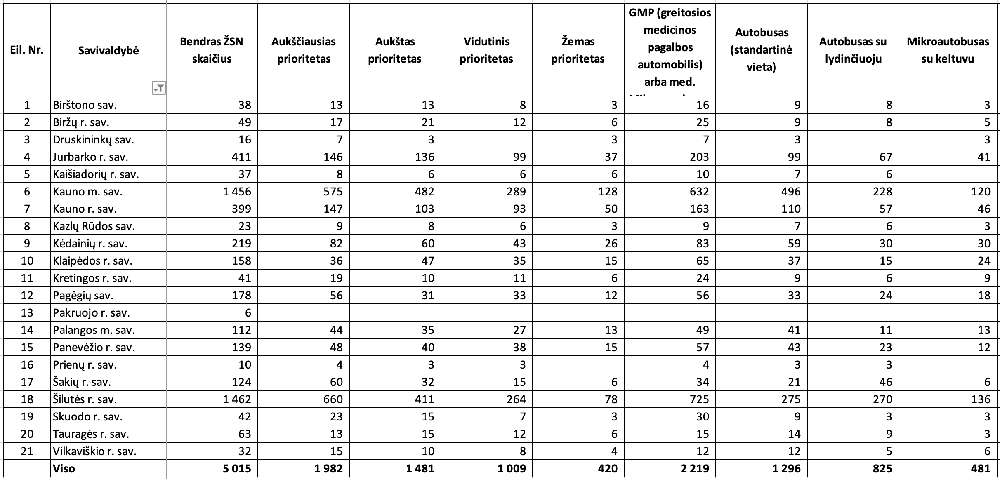 Eil. Nr. Savivaldybė Bendras ŽSN skaičius Aukščiausias prioritetas Aukštas prioritetas Vidutinis prioritetas Žemas prioritetas GMP (greitosios medicinos pagalbos automobilis) arba med. Autobusas (standartinė vieta) Autobusas su lydinčiuoju Mikroautobusas su keltuvu
1 Birštono sav. 38 13 13 8 3 16 9 8 3
2 Biržų r. sav. 49 17 21 12 6 25 9 8 5
3 Druskininkų sav. 16 7 3 3 7 3 3
4 Jurbarko r. sav. 411 146 136 99 37 203 99 67 41
5 Kaišiadorių r. sav. 37 8 6 6 6 10 7 6
6 Kauno m. sav. 1 456 575 482 289 128 632 496 228 120
7 Kauno r. sav. 399 147 103 93 50 163 110 57 46
8 Kazlų Rūdos sav. 23 9 8 6 3 9 7 6 3
9 Kėdainių r. sav. 219 82 60 43 26 83 59 30 30
10 Klaipėdos r. sav. 158 36 47 35 15 65 37 15 24
11 Kretingos r. sav. 41 19 10 11 6 24 9 6 9
12 Pagėgių sav. 178 56 31 33 12 56 33 24 18
13 Pakruojo r. sav. 6
14 Palangos m. sav. 112 44 35 27 13 49 41 11 13
15 Panevėžio r. sav. 139 48 40 38 15 57 43 23 12
16 Prienų r. sav. 10 4 3 3 4 3 3
17 Šakių r. sav. 124 60 32 15 6 34 21 46 6
18 Šilutės r. sav. 1 462 660 411 264 78 725 275 270 136
19 Skuodo r. sav. 42 23 15 7 3 30 9 3 3
20 Tauragės r. sav. 63 13 15 12 6 15 14 9 3
21 Vilkaviškio r. sav. 32 15 10 8 4 12 12 5 6
Viso 5 015 1 982 1 481 1 009 420 2 219 1 296 825 481